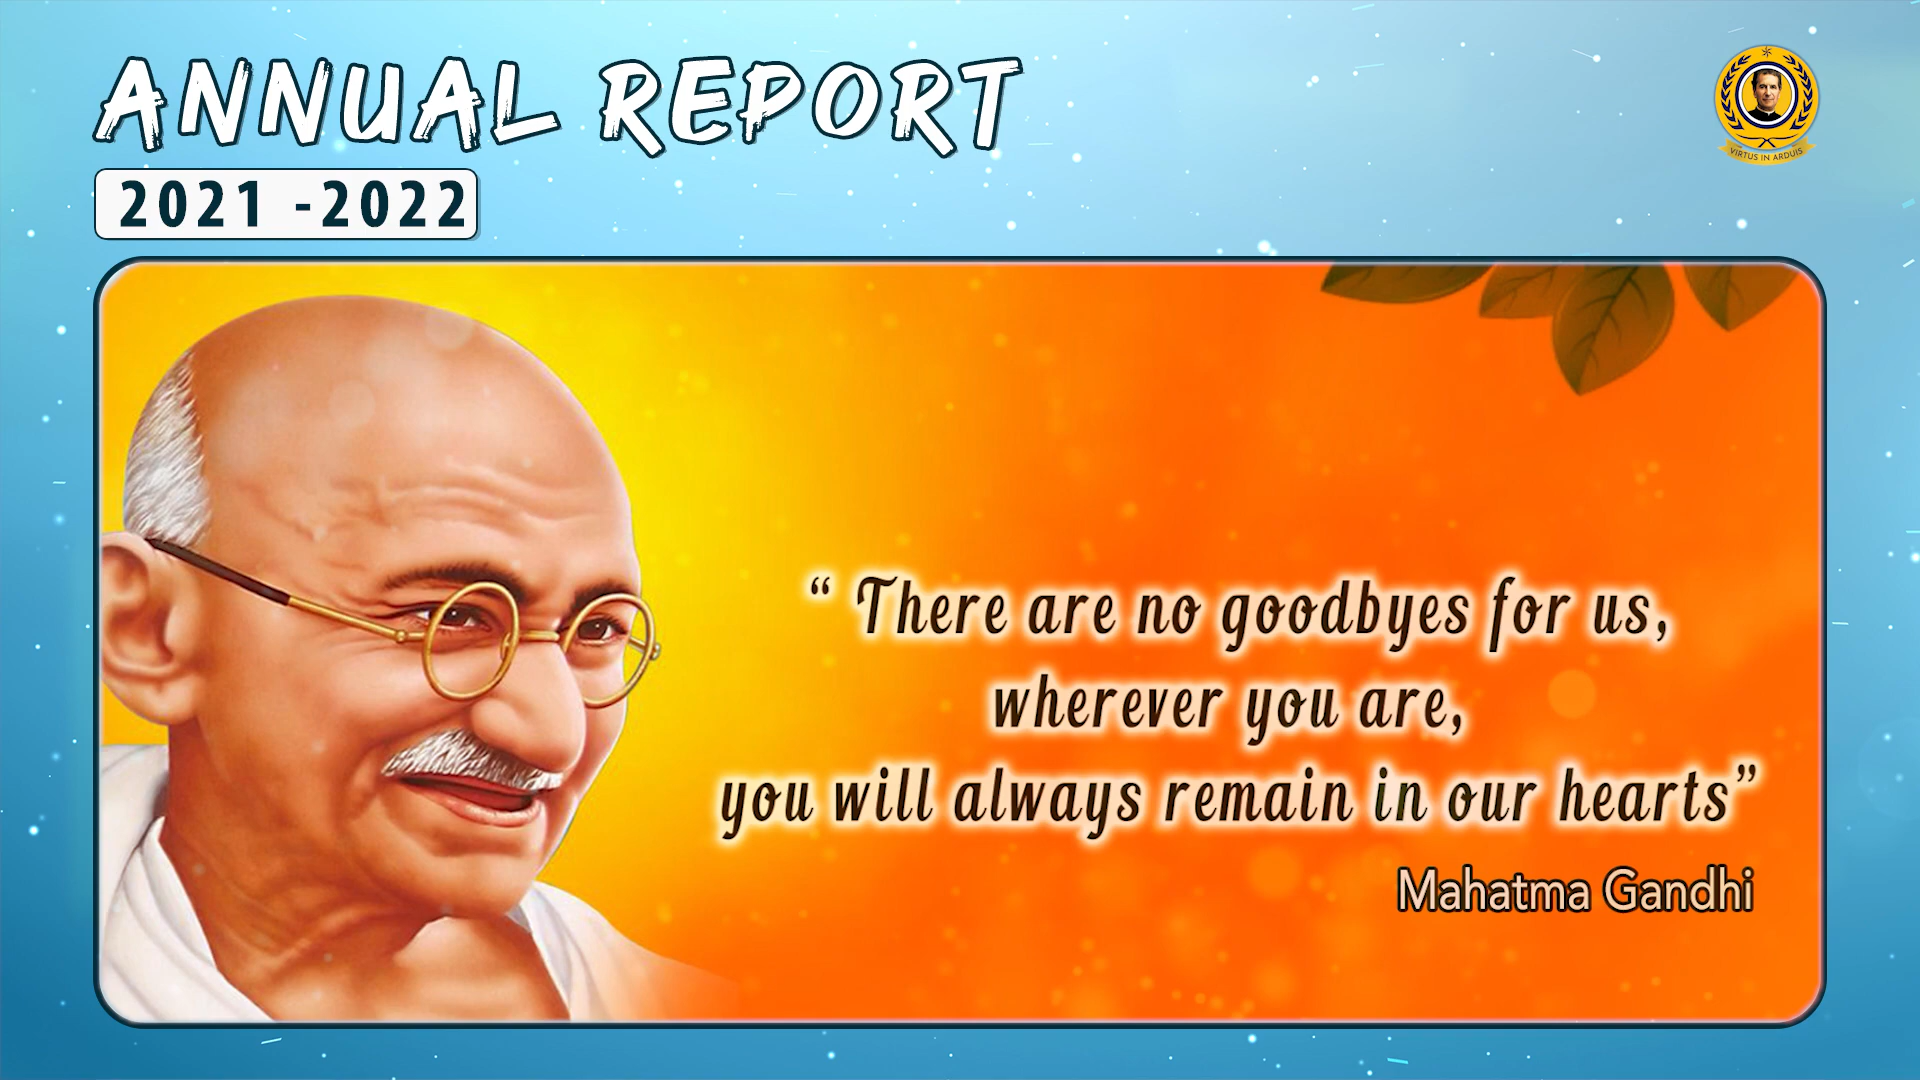 ANNUAL REPORT
2021 -2022
VIRTUS IN ARDUIS
“ There are no goodbyes for us,
wherever you are,
you will always remain in our hearts”
Mahatma Gandhi